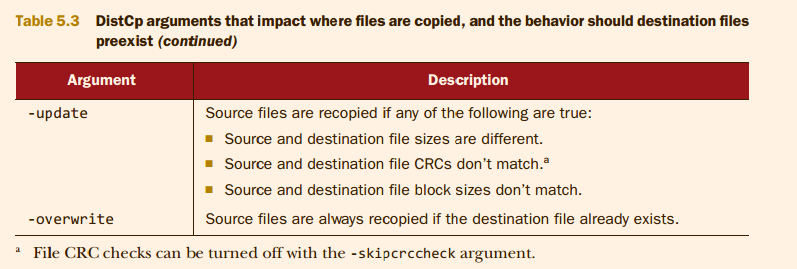 Table 5.3 DistCp arguments that impact where files are copied, and the behavior should destination files
preexist (continued)
Argument Description
-update Source files are recopied if any of the following are true:
■ Source and destination file sizes are different.
■ Source and destination file CRCs don't match.a
■ Source and destination file block sizes don't match.
-overwrite Source files are always recopied if the destination file already exists.
a File CRC checks can be turned off with the -skipcrccheck argument.